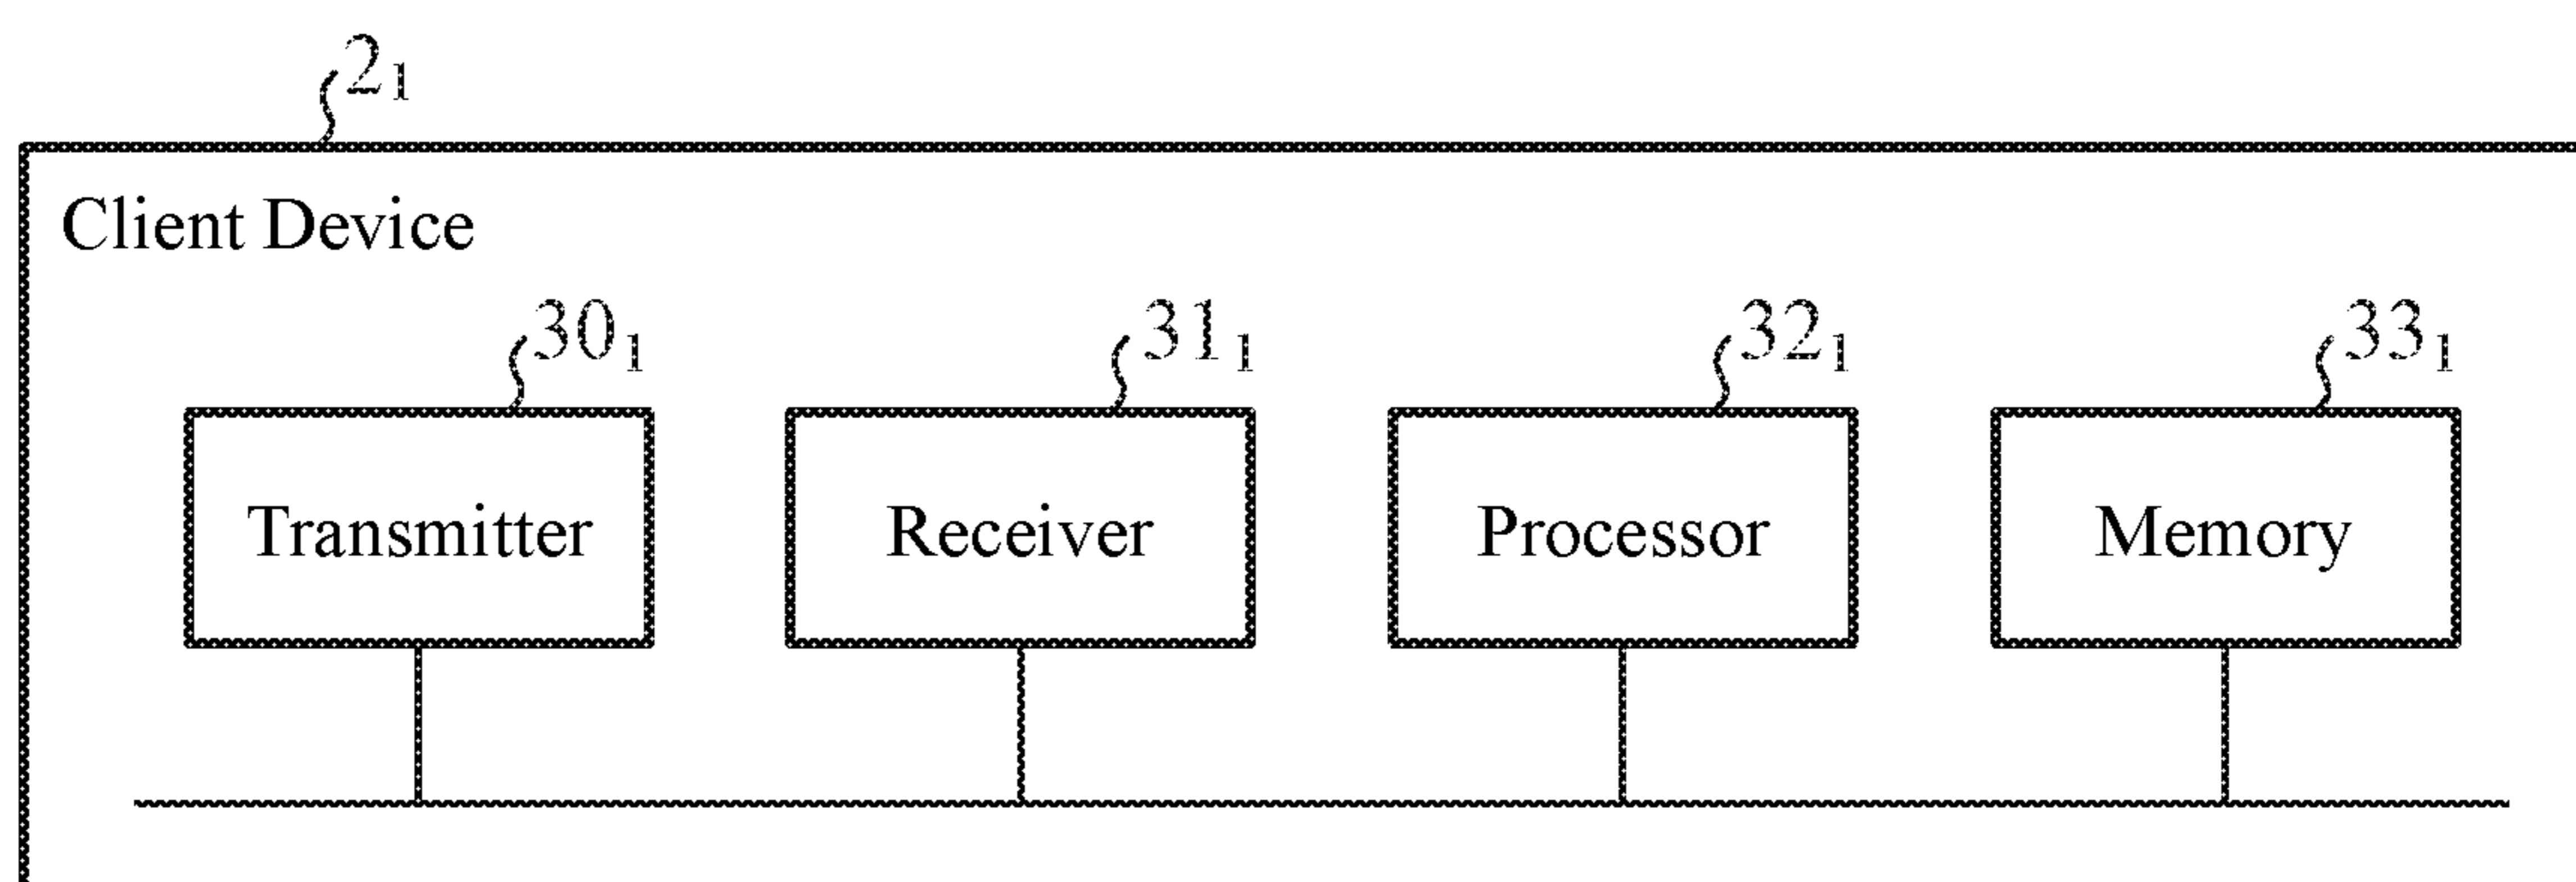 2₁
Client Device
30₁ 31₁ 32₁ 33₁
Transmitter Receiver Processor Memory